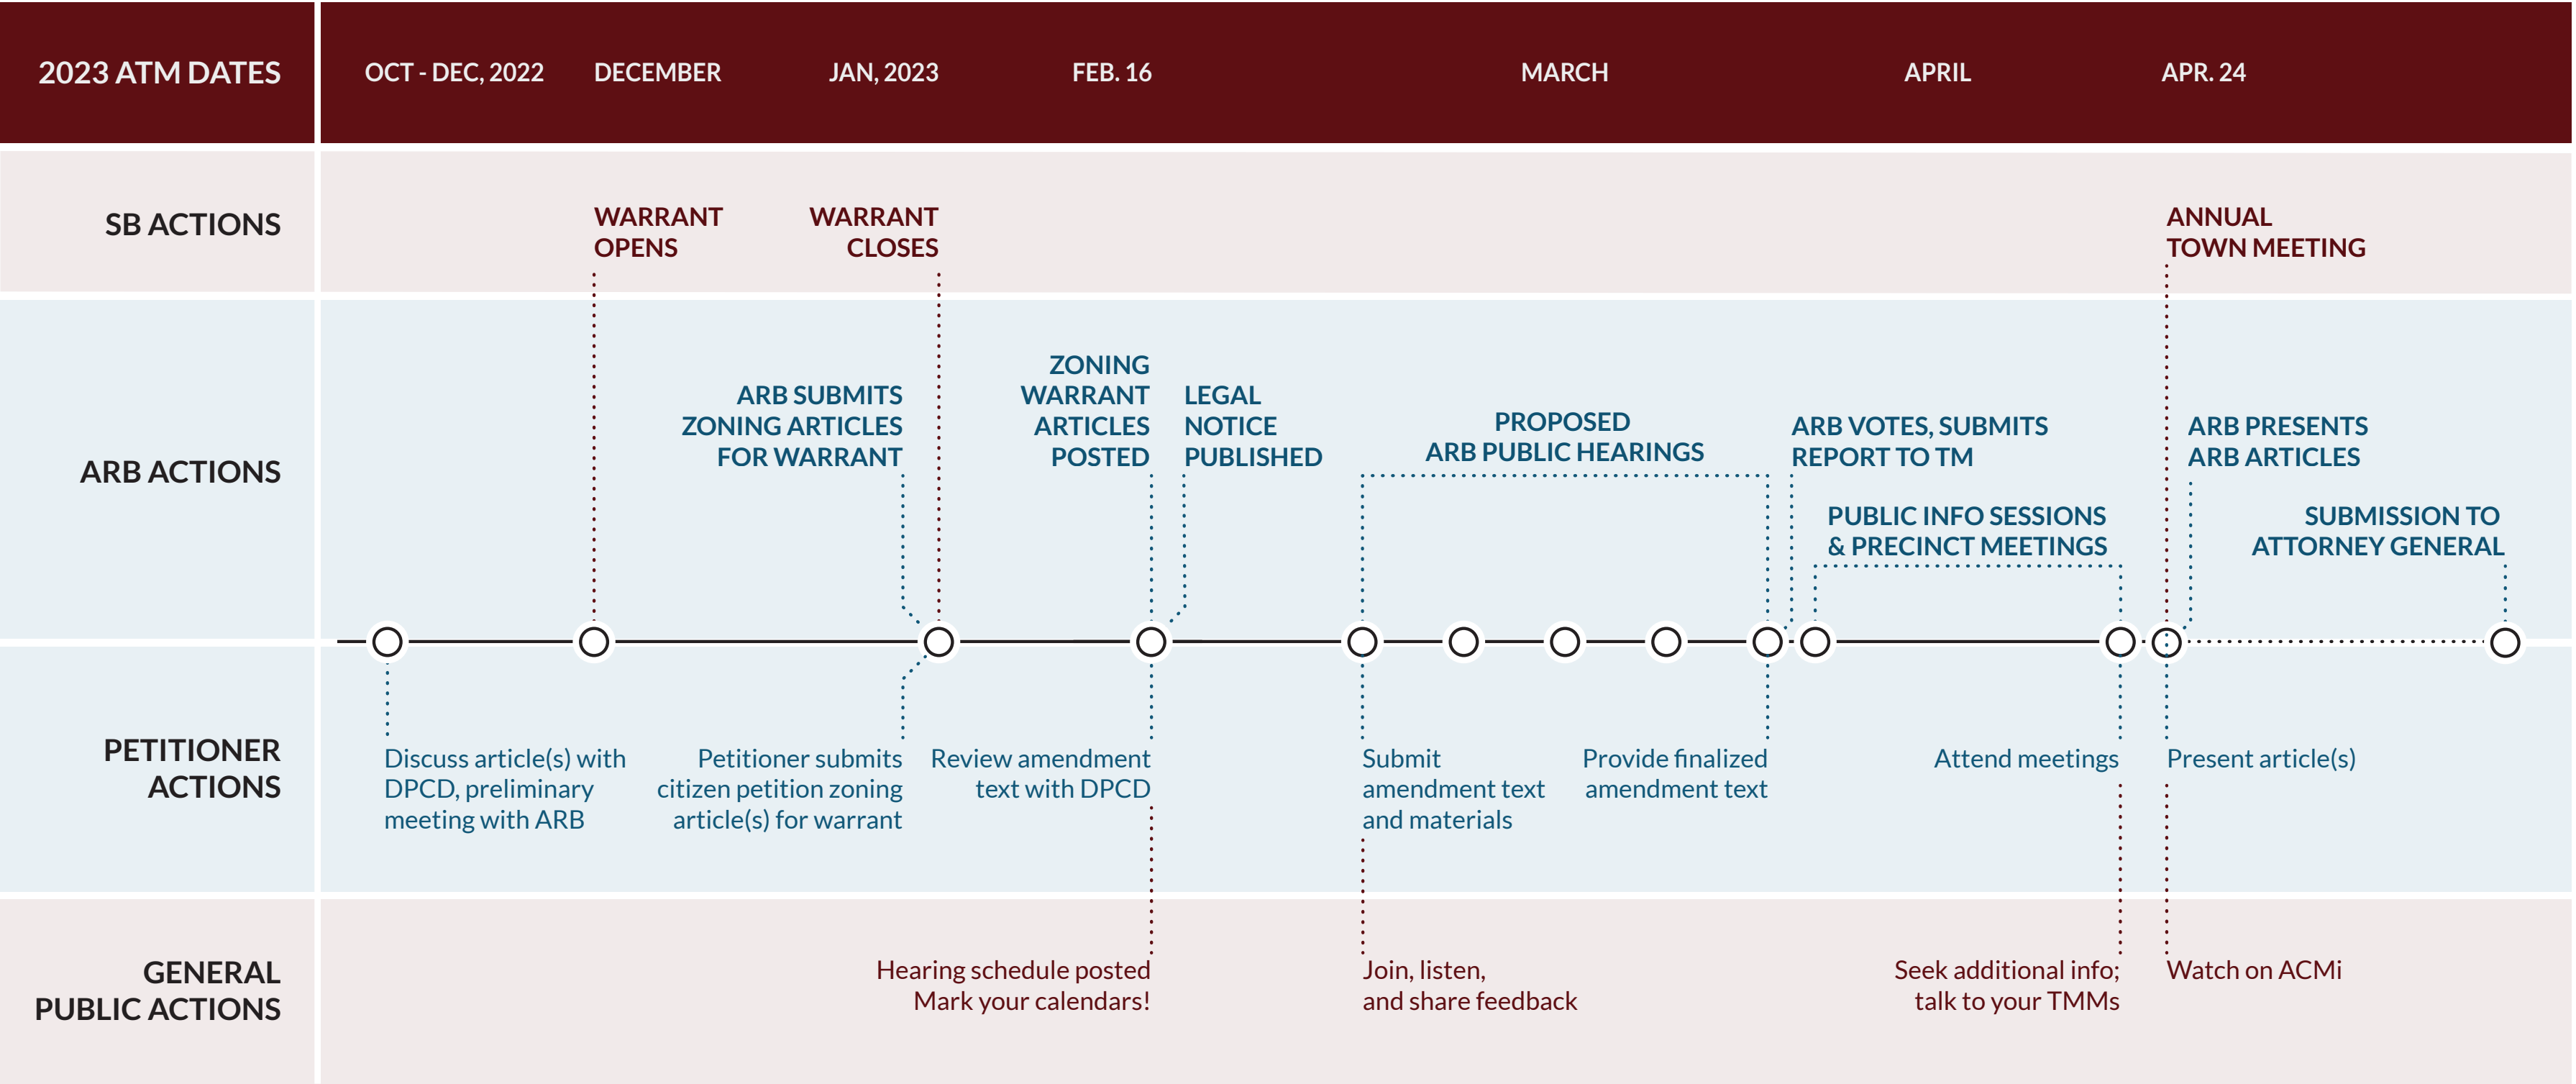 2023 ATM DATES
OCT - DEC, 2022
DECEMBER
JAN, 2023
FEB. 16
MARCH
APRIL
APR. 24
SB ACTIONS
WARRANT
OPENS
WARRANT
CLOSES
ANNUAL
TOWN MEETING
ARB ACTIONS
ARB SUBMITS
ZONING ARTICLES
FOR WARRANT
ZONING
WARRANT
ARTICLES
POSTED
LEGAL
NOTICE
PUBLISHED
PROPOSED
ARB PUBLIC HEARINGS
ARB VOTES, SUBMITS
REPORT TO TM
PUBLIC INFO SESSIONS
& PRECINCT MEETINGS
ARB PRESENTS
ARB ARTICLES
SUBMISSION TO
ATTORNEY GENERAL
PETITIONER
ACTIONS
Discuss article(s) with
DPCD, preliminary
meeting with ARB
Petitioner submits
citizen petition zoning
article(s) for warrant
Review amendment
text with DPCD
Submit
amendment text
and materials
Provide finalized
amendment text
Attend meetings
Present article(s)
GENERAL
PUBLIC ACTIONS
Hearing schedule posted
Mark your calendars!
Join, listen,
and share feedback
Seek additional info;
talk to your TMMs
Watch on ACMi